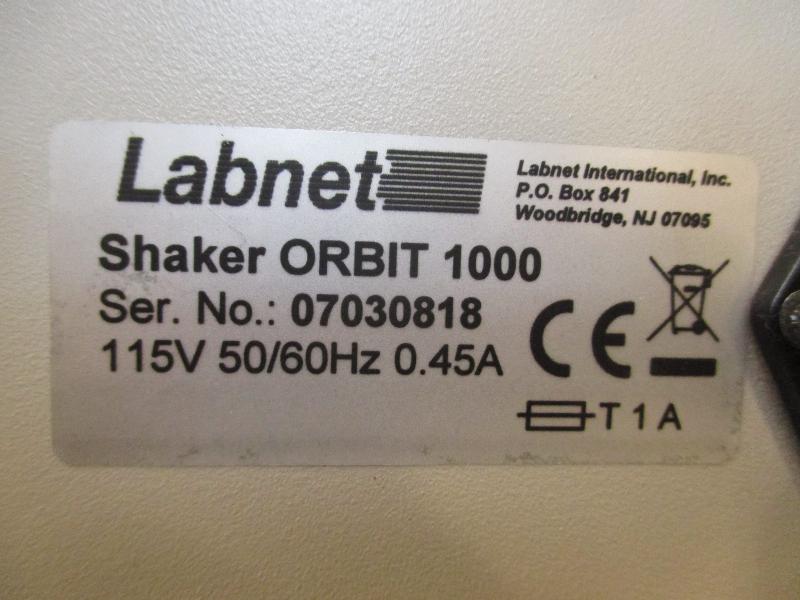 Labnet
Labnet International, Inc.
P.O. Box 841
Woodbridge, NJ 07095
Shaker ORBIT 1000
Ser. No.: 07030818
115V 50/60Hz 0.45A
CE
T 1 A